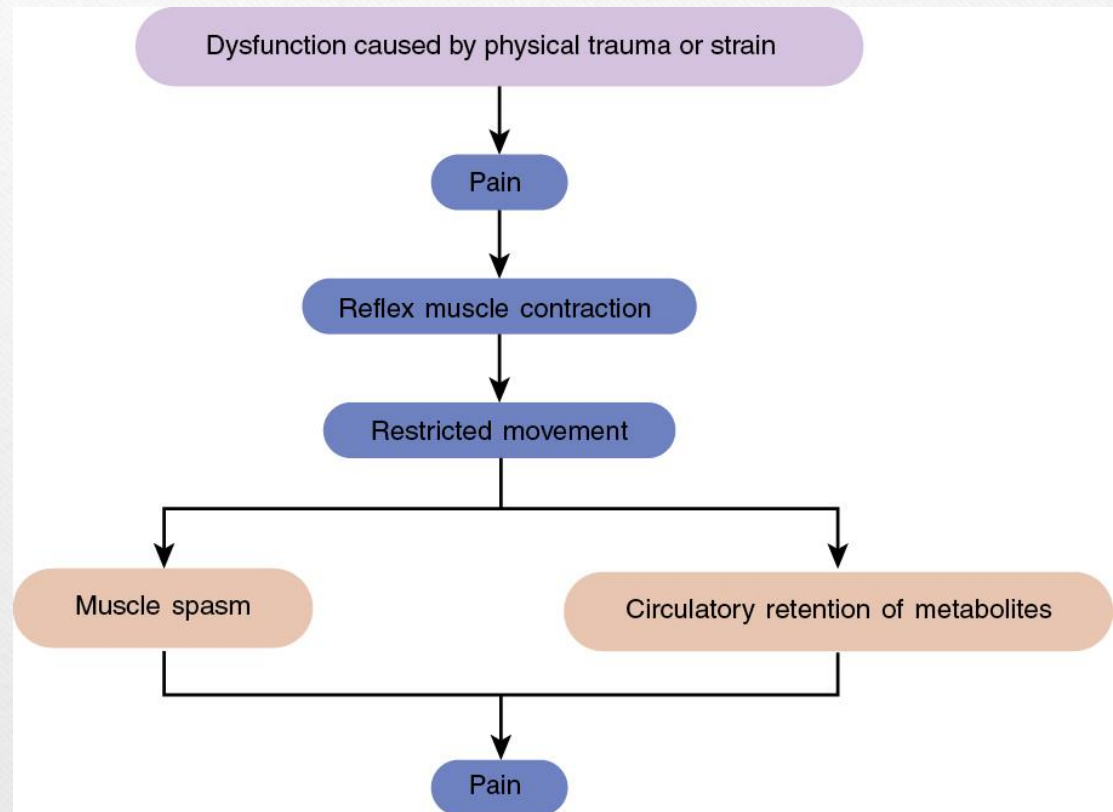 Dysfunction caused by physical trauma or strain
Pain
Reflex muscle contraction
Restricted movement
Muscle spasm
Circulatory retention of metabolites
Pain